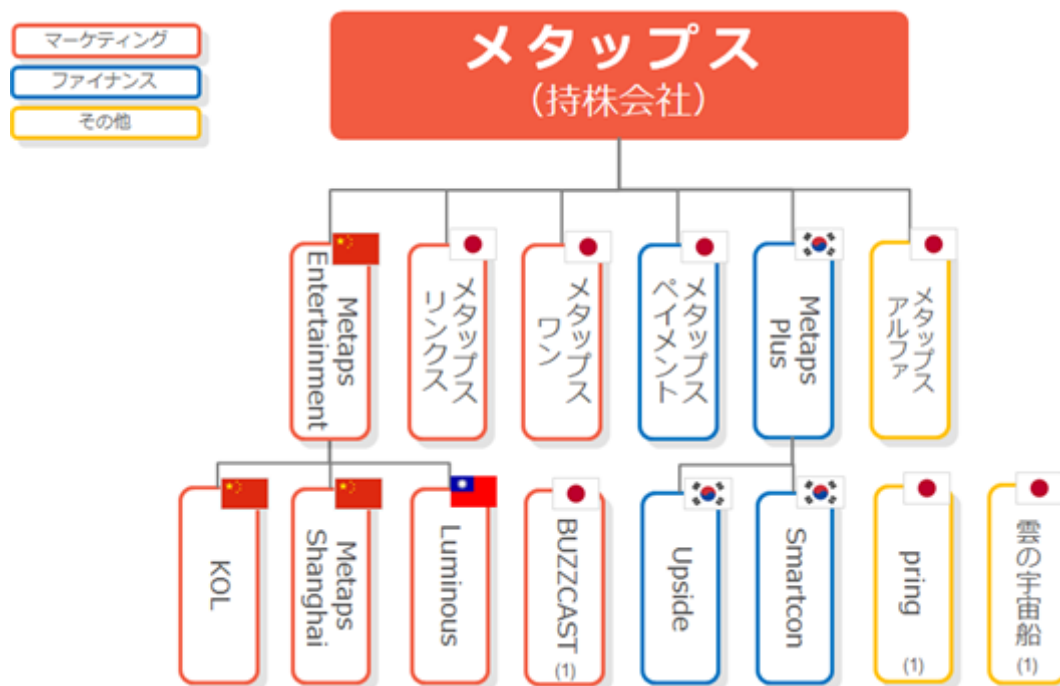 マーケティング
ファイナンス
その他
メタップス
（持株会社）
Metaps
Entertainment
メタップス
リンクス
メタップス
ワン
メタップス
ペイメント
Metaps
Plus
メタップス
アルファ
KOL
Metaps
Shanghai
Luminous
BUZZCAST
(1)
Upside
Smartcon
pring
(1)
雲の宇宙船
(1)